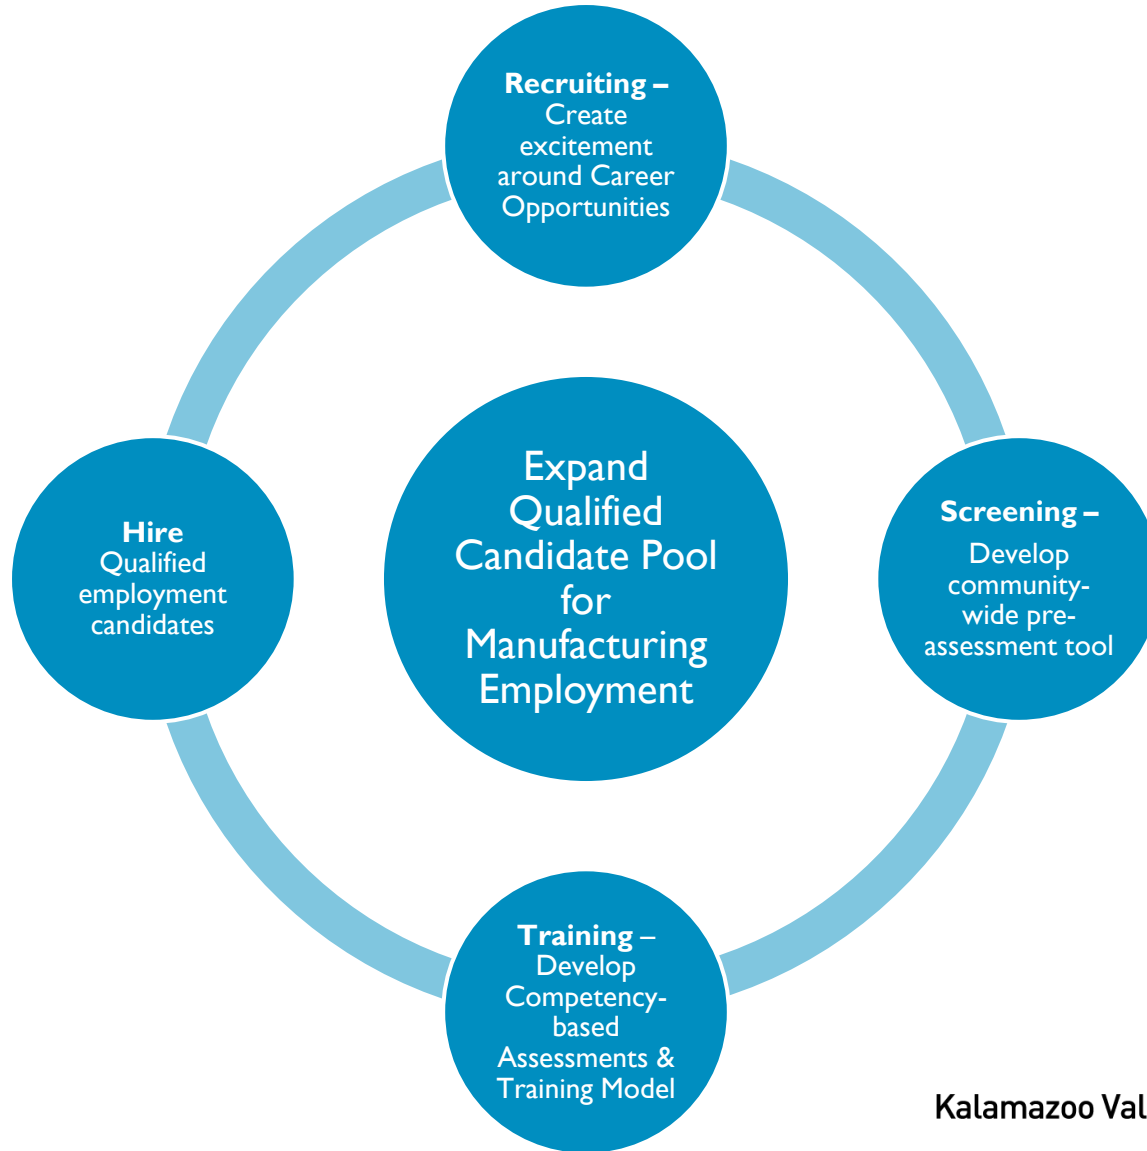 Recruiting –
Create
excitement
around Career
Opportunities
Expand
Qualified
Candidate Pool
for
Manufacturing
Employment
Hire
Qualified
employment
candidates
Screening –
Develop
community-
wide pre-
assessment tool
Training –
Develop
Competency-
based
Assessments &
Training Model
Kalamazoo Val